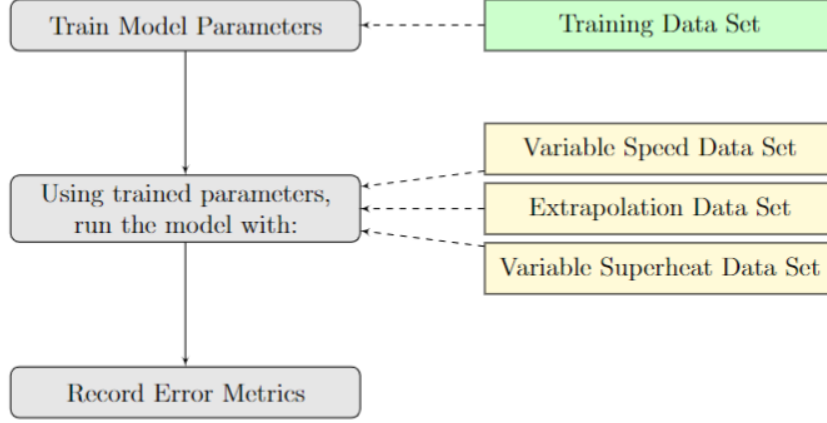 Train Model Parameters
Training Data Set
Variable Speed Data Set
Using trained parameters,
run the model with:
Extrapolation Data Set
Variable Superheat Data Set
Record Error Metrics